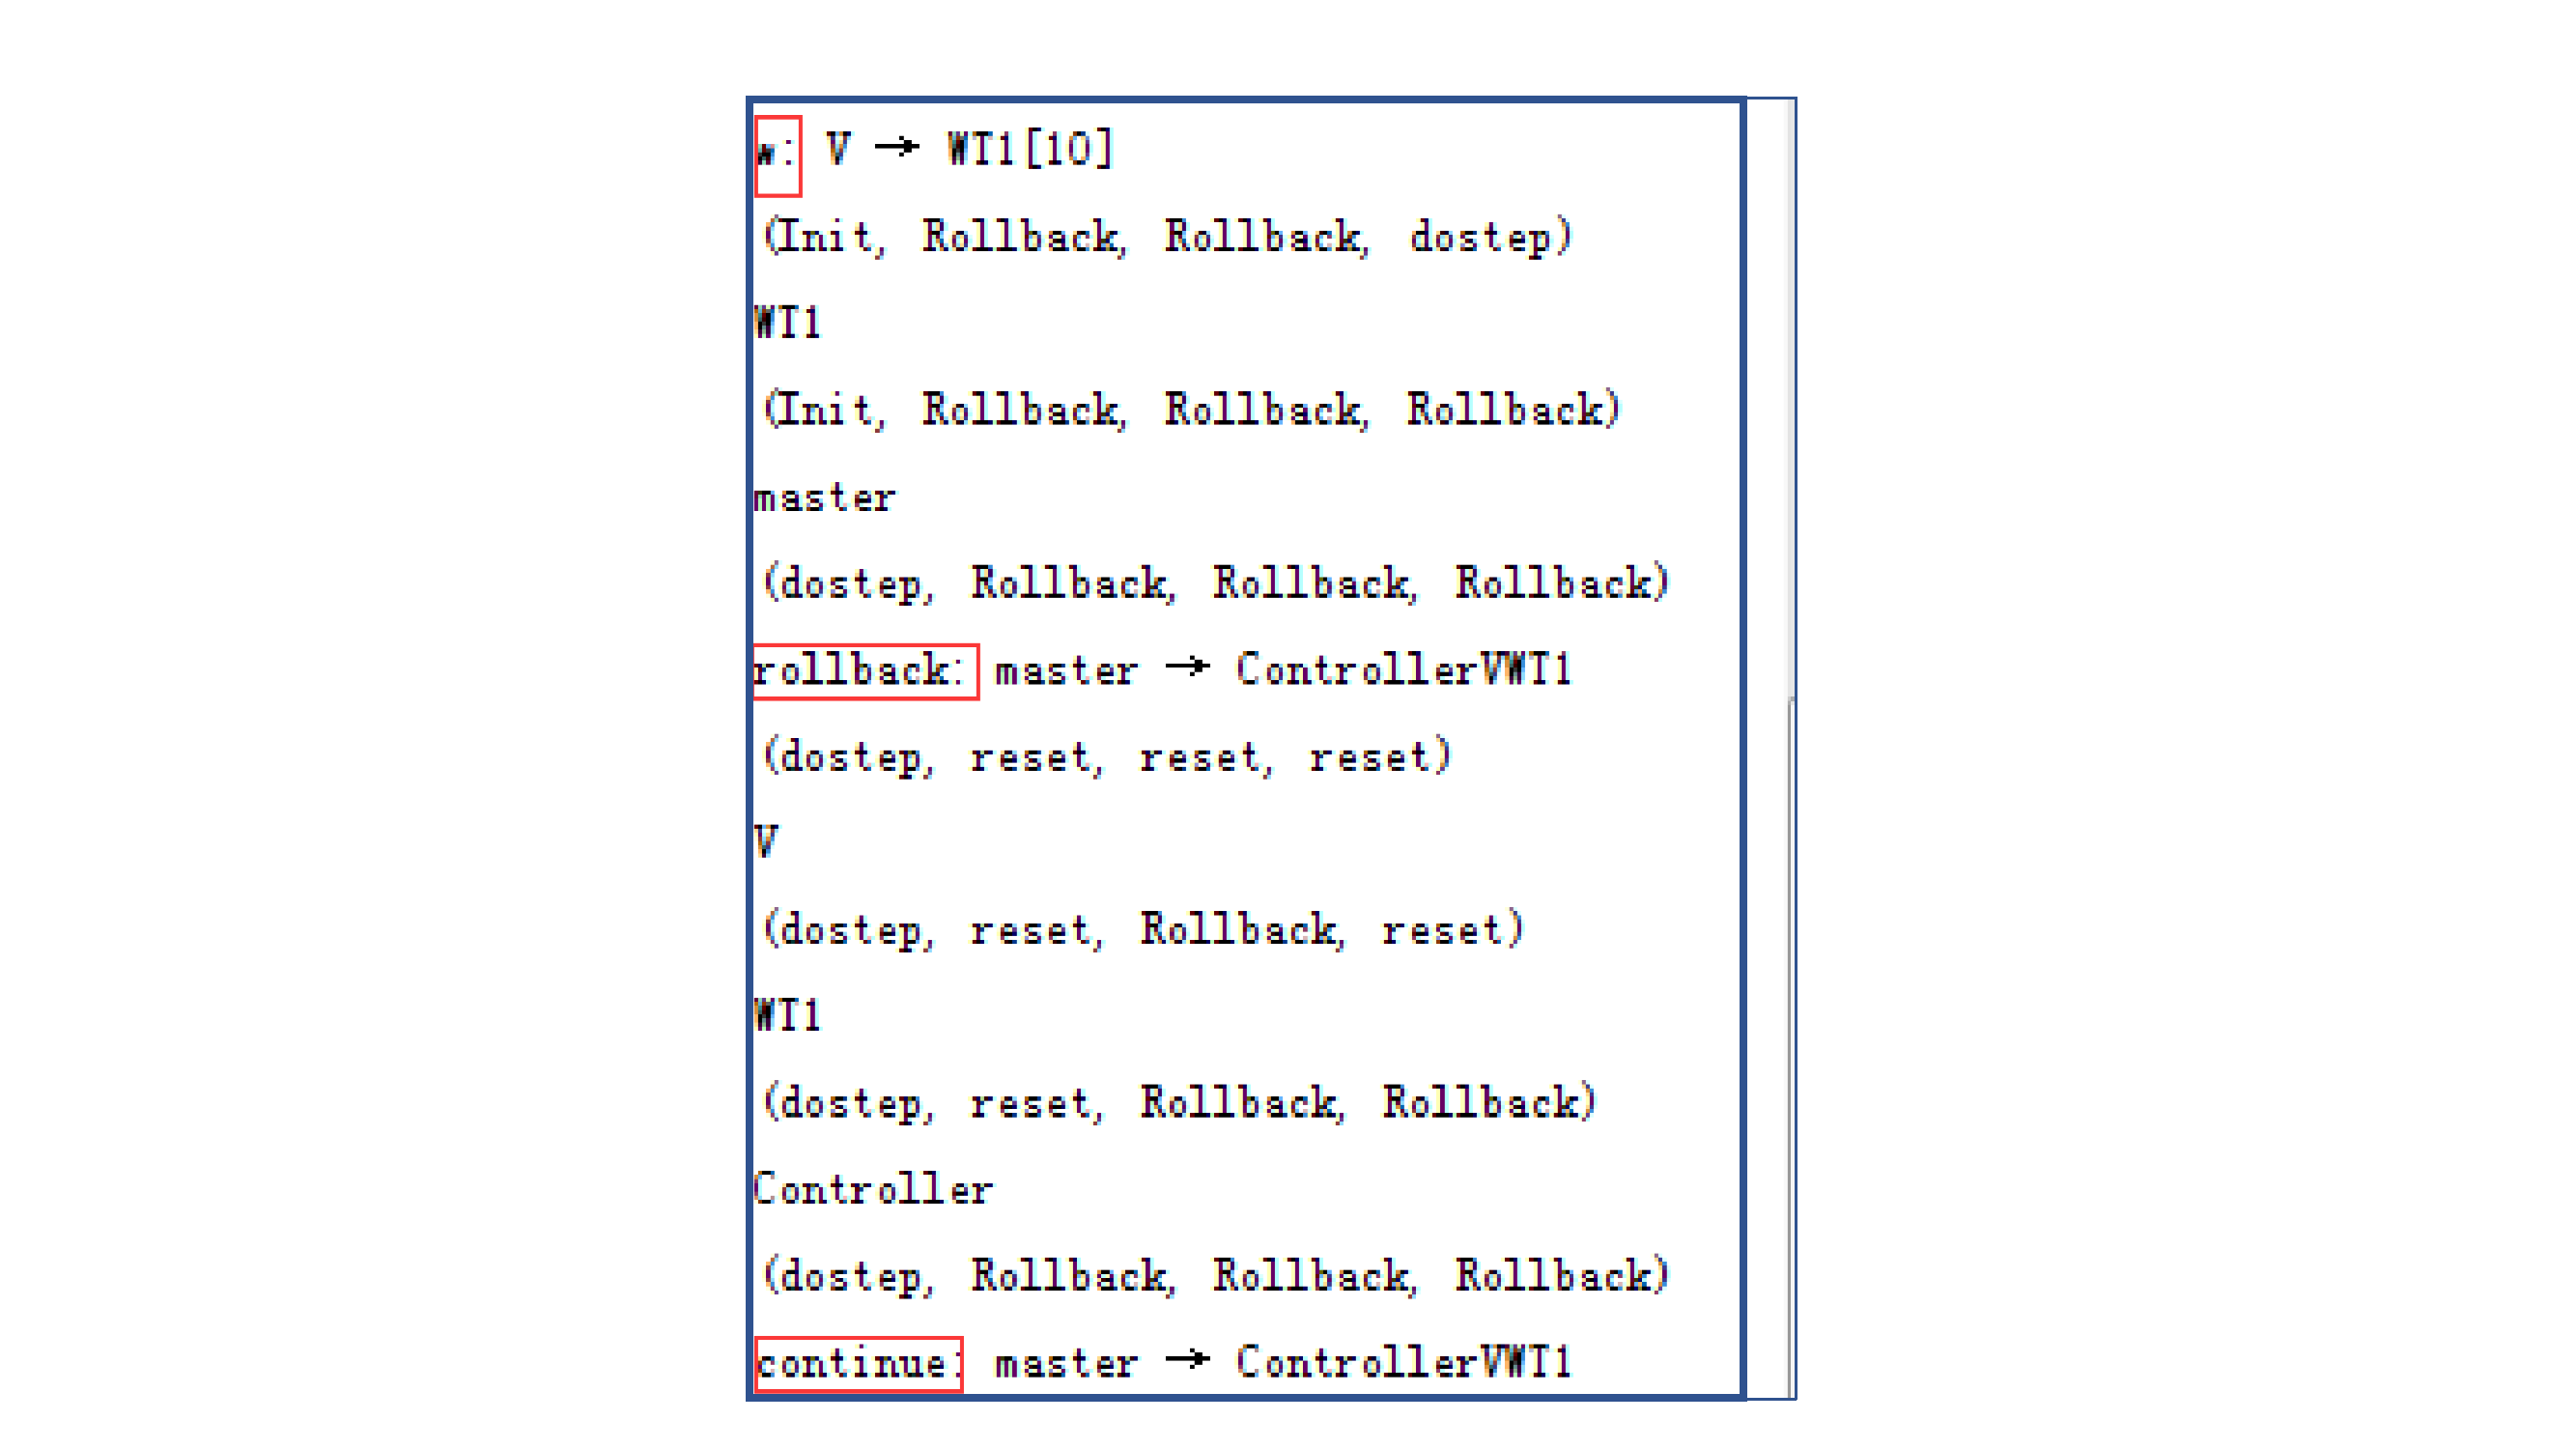 w: V → WT1[10]
(Init, Rollback, Rollback, dostep)
WT1
(Init, Rollback, Rollback, Rollback)
master
(dostep, Rollback, Rollback, Rollback)
rollback: master → ControllerVWT1
(dostep, reset, reset, reset)
V
(dostep, reset, Rollback, reset)
WT1
(dostep, reset, Rollback, Rollback)
Controller
(dostep, Rollback, Rollback, Rollback)
continue: master → ControllerVWT1